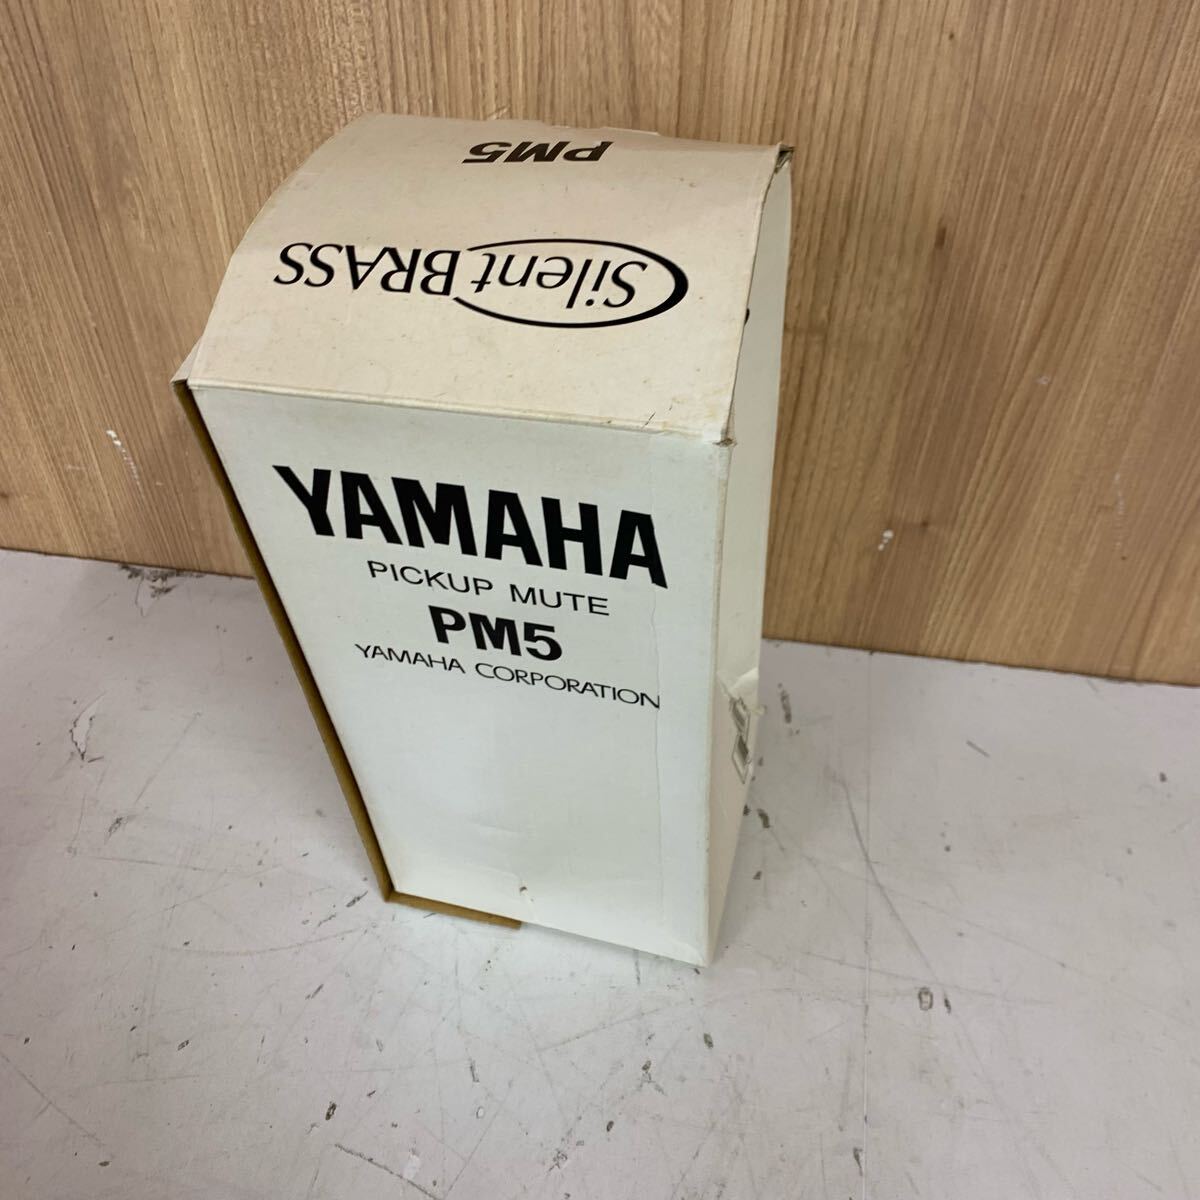 PM5
Silent BRASS
YAMAHA
PICKUP MUTE
PM5
YAMAHA CORPORATION